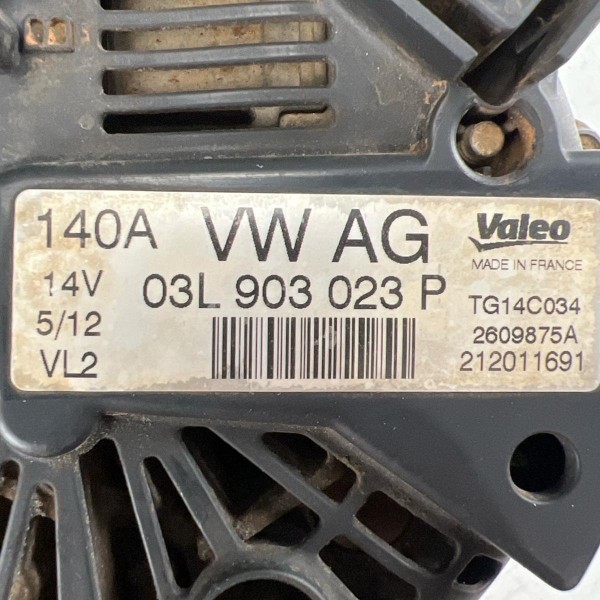 B
140A VW AG Valeo
MADE IN FRANCE
14V 03L 903 023 P TG14C034
5/12 2609875A
VL2 212011691